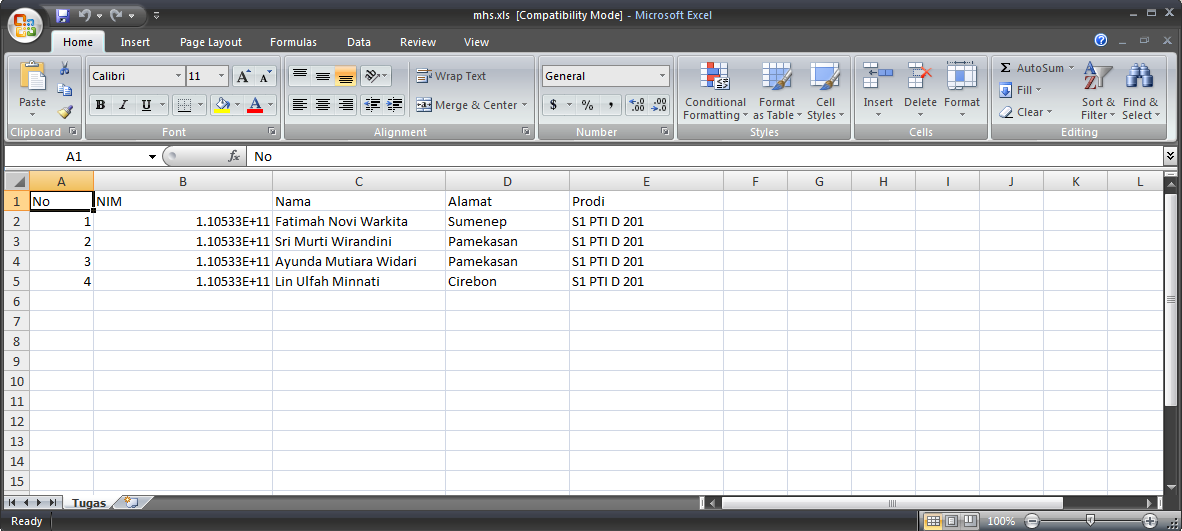 mhs.xls [Compatibility Mode] - Microsoft Excel
Home Insert Page Layout Formulas Data Review View
Calibri 11 Wrap Text General AutoSum
Paste Fill
B I U Merge & Center $ % , .0 .00 .00 .0 Conditional Formatting Format as Table Cell Styles Insert Delete Format Clear Sort & Filter Find & Select
Clipboard Font Alignment Number Styles Cells Editing
A1 fx No
A B C D E F G H I J K L
1 No NIM Nama Alamat Prodi
2 1 1.10533E+11 Fatimah Novi Warkita Sumenep S1 PTI D 201
3 2 1.10533E+11 Sri Murti Wirandini Pamekasan S1 PTI D 201
4 3 1.10533E+11 Ayunda Mutiara Widari Pamekasan S1 PTI D 201
5 4 1.10533E+11 Lin Ulfah Minnati Cirebon S1 PTI D 201
6
7
8
9
10
11
12
13
14
15
Tugas
Ready 100%